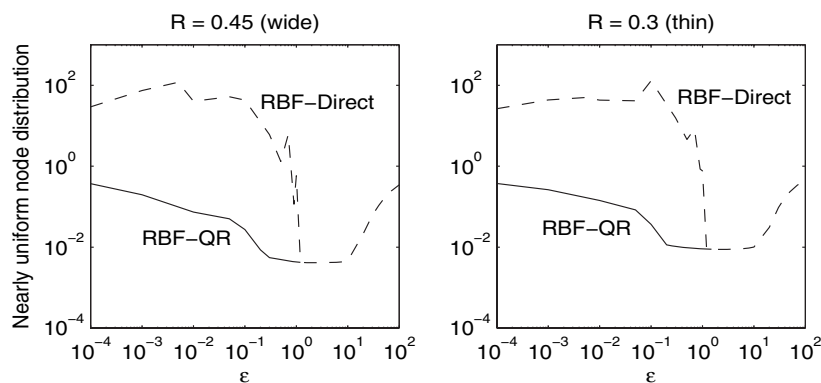 R = 0.45 (wide)
R = 0.3 (thin)
Nearly uniform node distribution
10^2
10^0
10^−2
10^−4
RBF−Direct
RBF−QR
10^−4 10^−3 10^−2 10^−1 10^0 10^1 10^2
ε
10^2
10^0
10^−2
10^−4
RBF−Direct
RBF−QR
10^−4 10^−3 10^−2 10^−1 10^0 10^1 10^2
ε